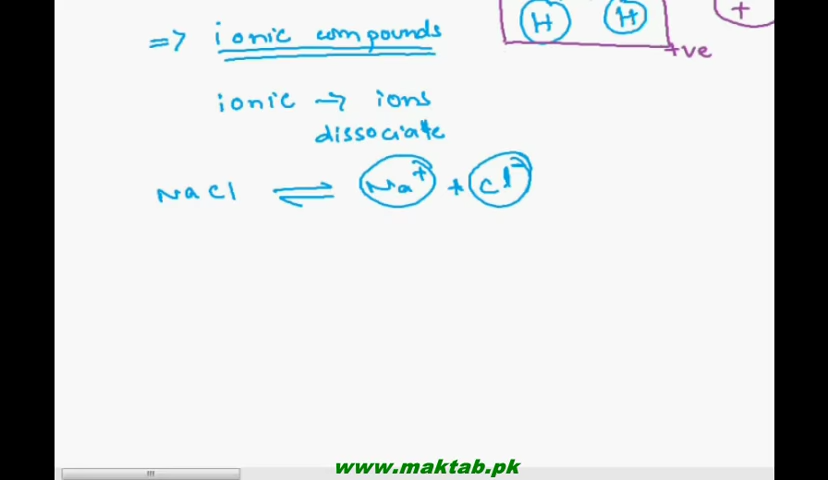 => ionic compounds
H H +
+ve
ionic → ions
dissociate
NaCl ⇌ Na⁺ + Cl⁻
www.maktab.pk